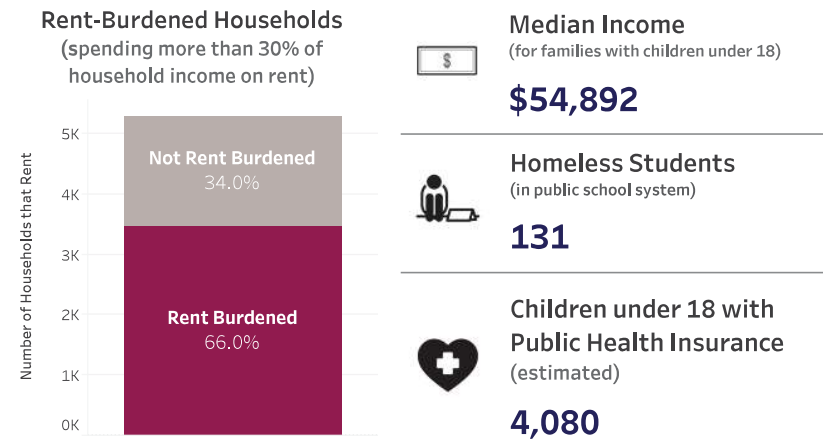 Rent-Burdened Households
(spending more than 30% of
household income on rent)
Number of Households that Rent
5K
4K
3K
2K
1K
0K
Not Rent Burdened
34.0%
Rent Burdened
66.0%
$
Median Income
(for families with children under 18)
$54,892
Homeless Students
(in public school system)
131
Children under 18 with
Public Health Insurance
(estimated)
4,080